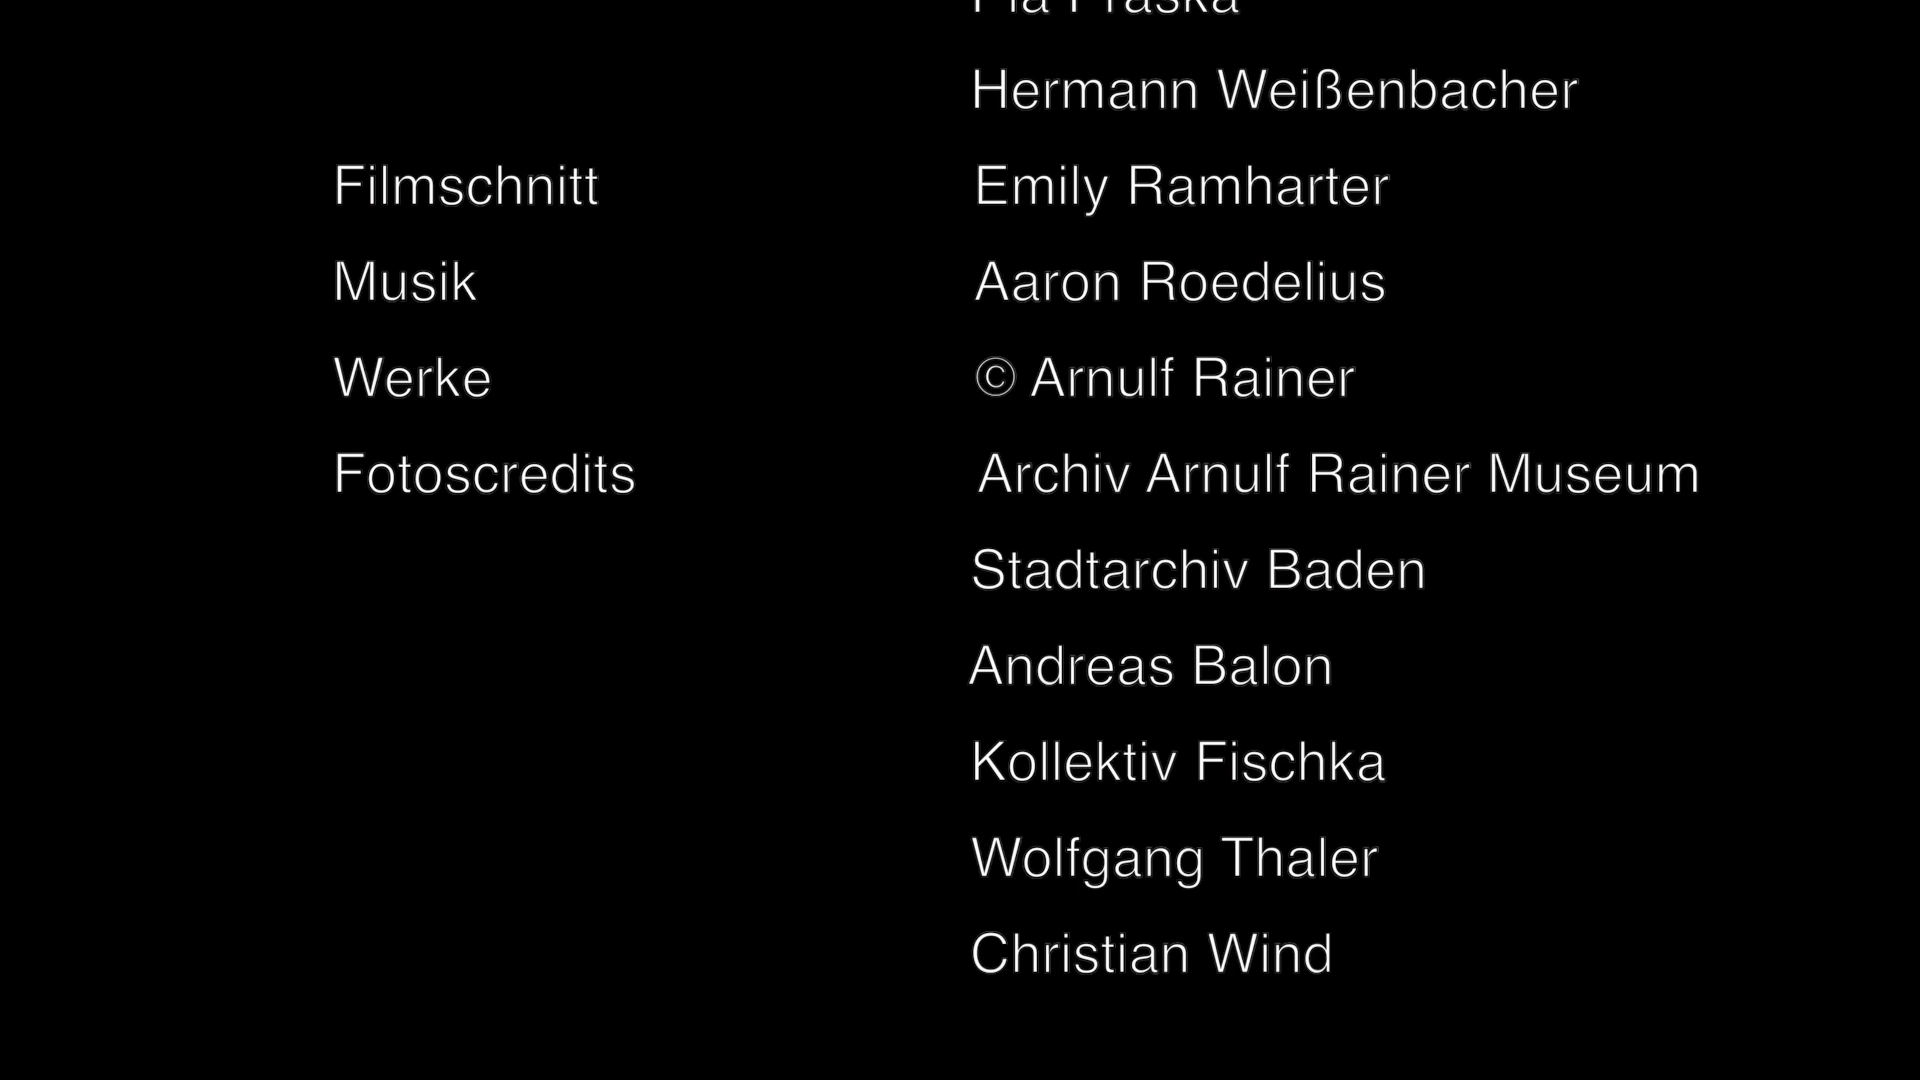 Hermann Weißenbacher
Filmschnitt Emily Ramharter
Musik Aaron Roedelius
Werke © Arnulf Rainer
Fotoscredits Archiv Arnulf Rainer Museum
Stadtarchiv Baden
Andreas Balon
Kollektiv Fischka
Wolfgang Thaler
Christian Wind